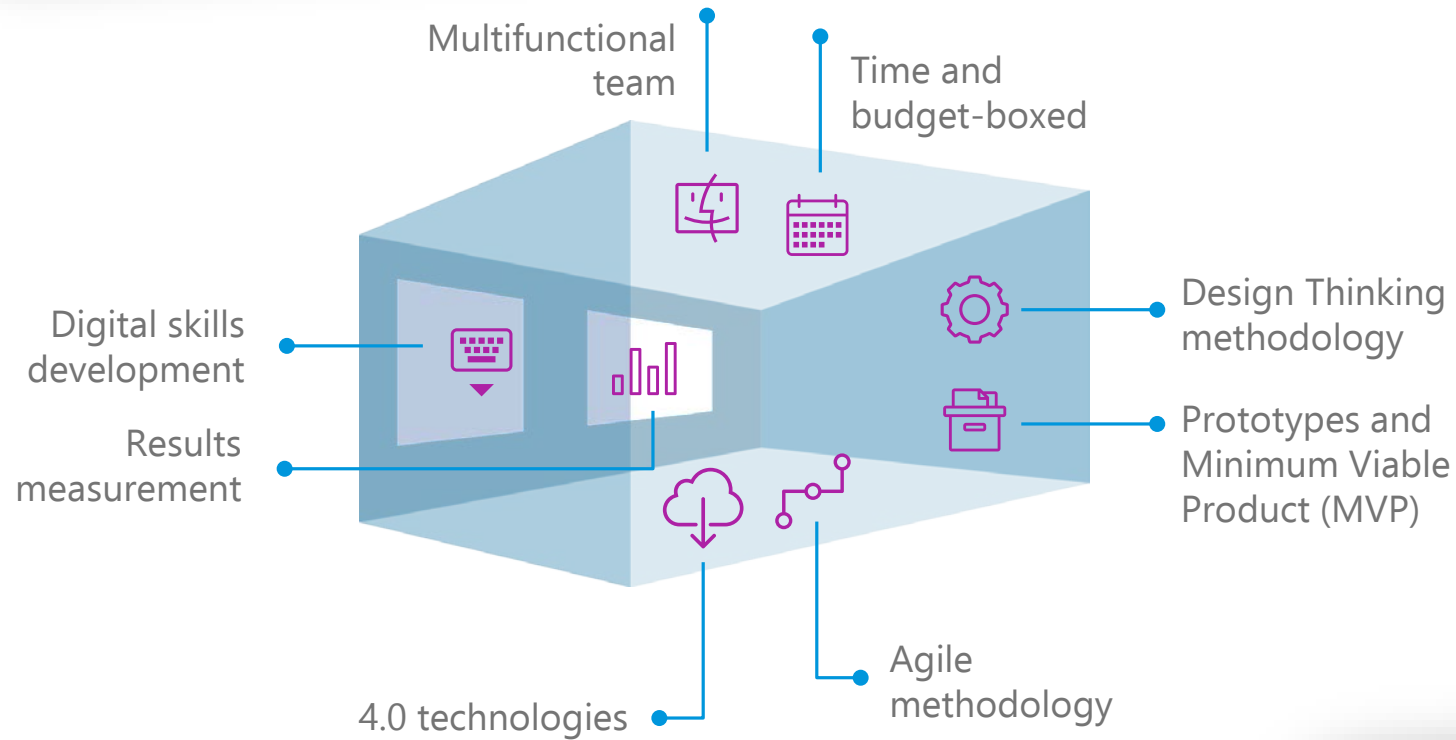 Multifunctional
team
Time and
budget-boxed
Digital skills
development
Results
measurement
Design Thinking
methodology
Prototypes and
Minimum Viable
Product (MVP)
Agile
methodology
4.0 technologies